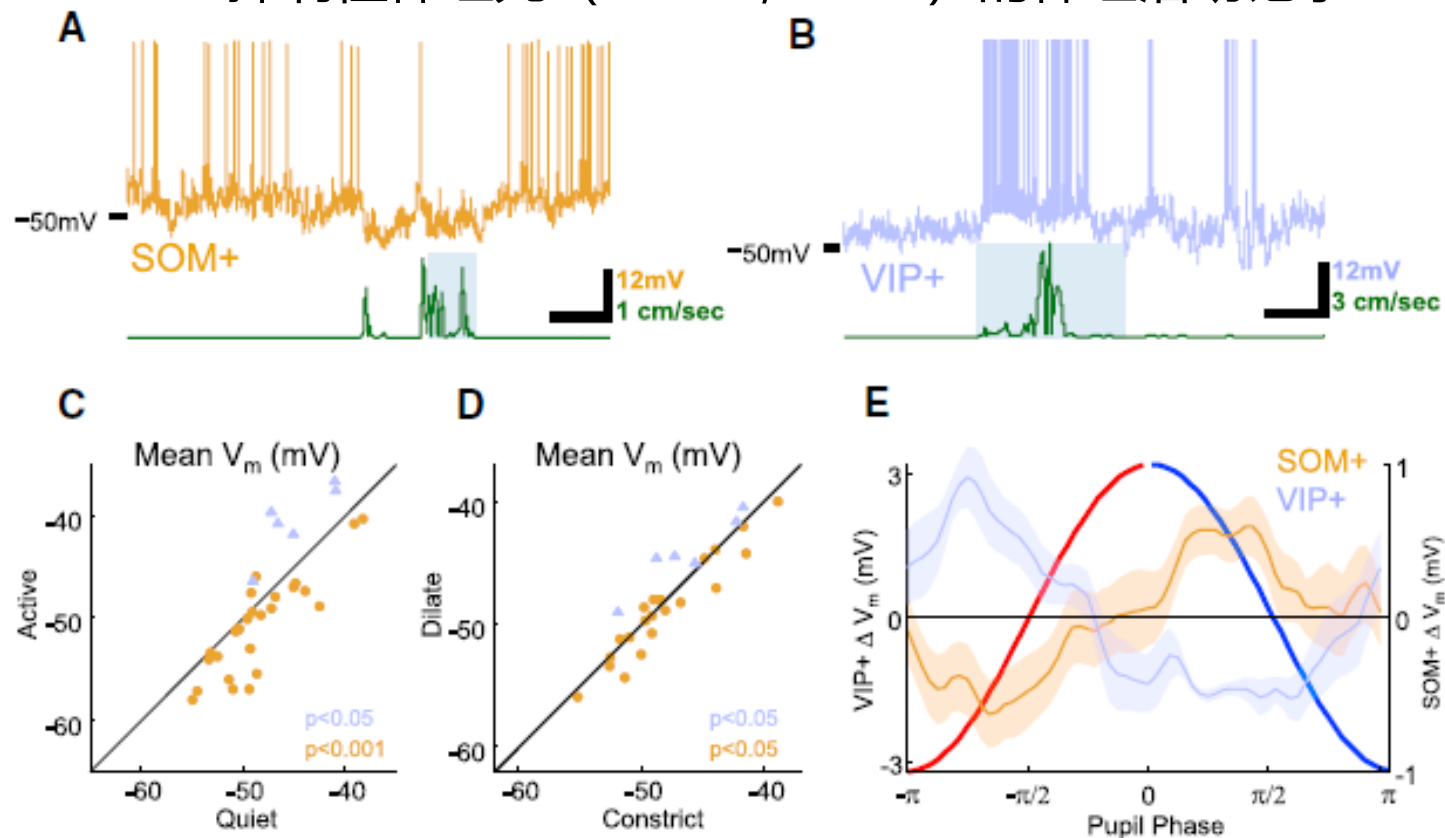 A
B
-50mV
SOM+
12mV
1 cm/sec
-50mV
VIP+
12mV
3 cm/sec
C
D
E
Mean Vm (mV)
Active
-40
-50
-60
p<0.05
p<0.001
-60 -50 -40
Quiet
Mean Vm (mV)
Dilate
-40
-50
-60
p<0.05
p<0.05
-60 -50 -40
Constrict
SOM+
VIP+
VIP+ Δ Vm (mV)
3
0
-3
SOM+ Δ Vm (mV)
1
0
-1
-π -π/2 0 π/2 π
Pupil Phase